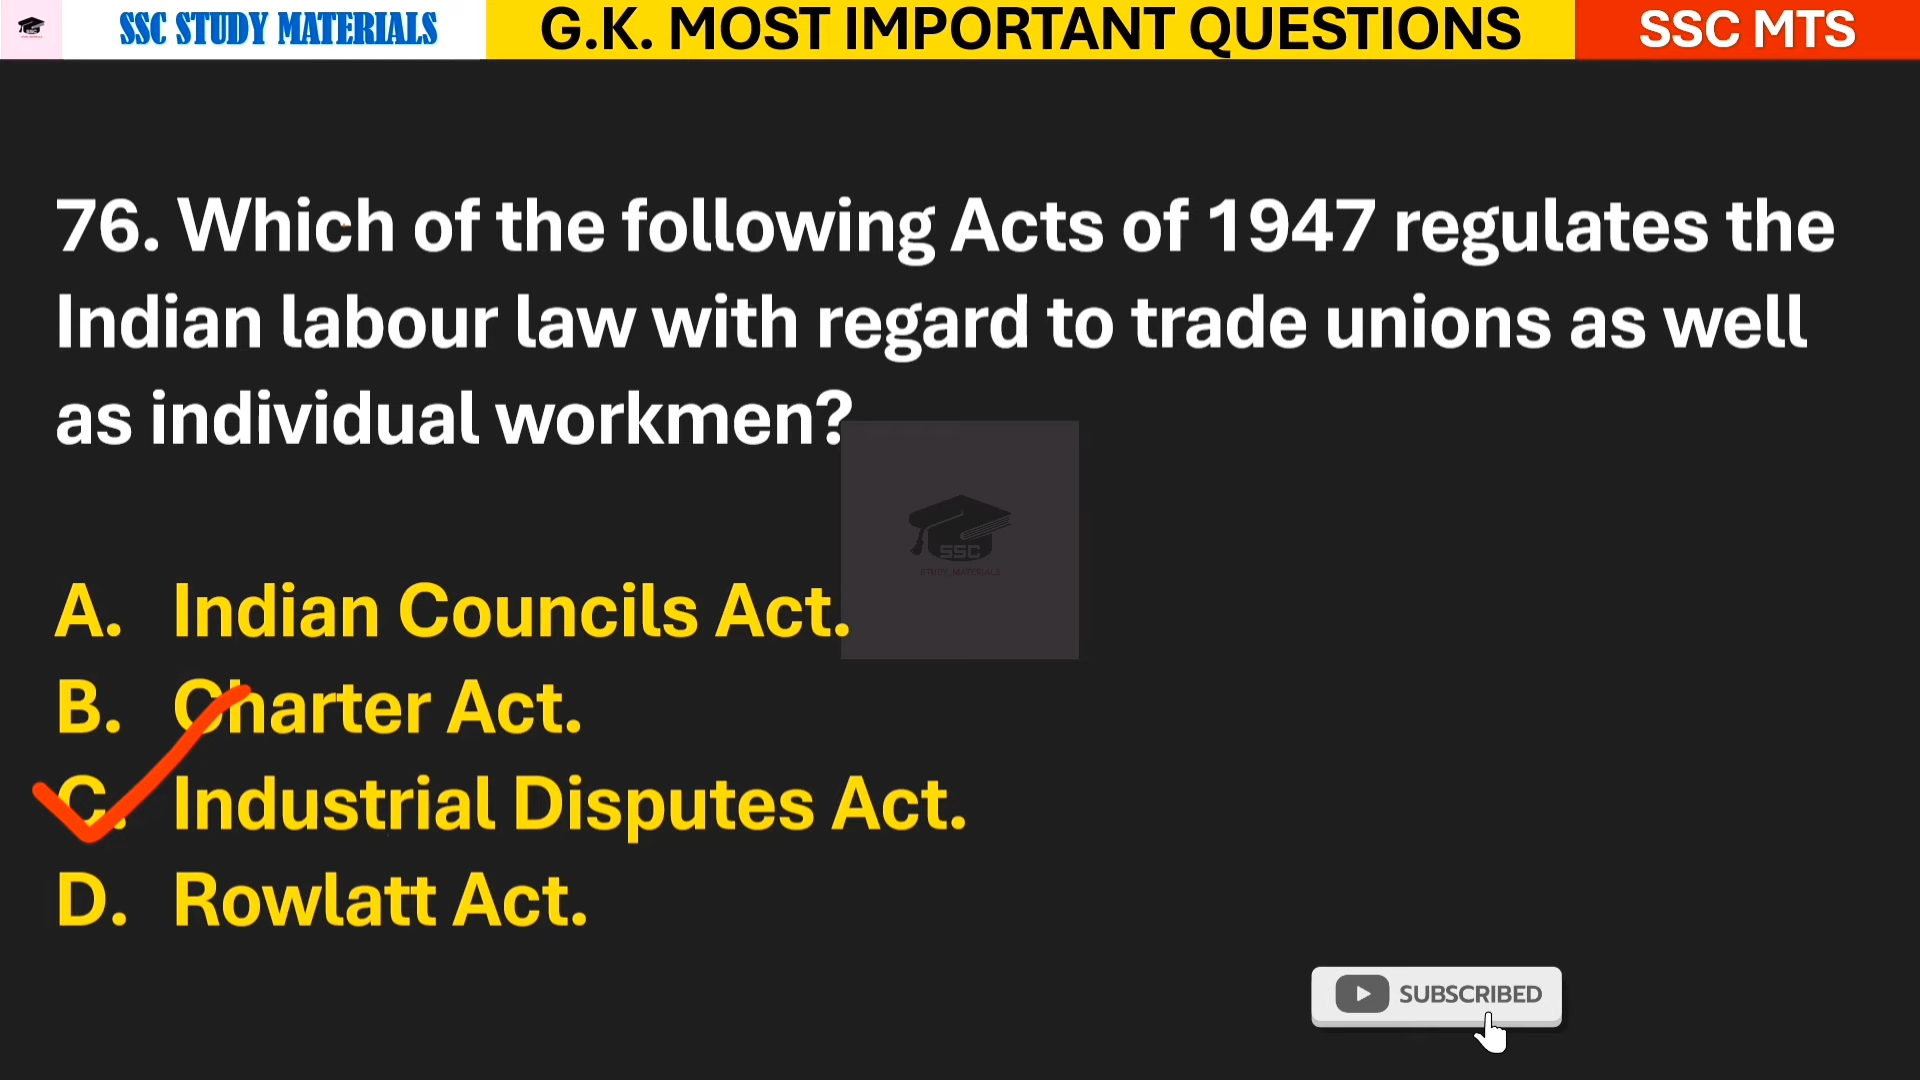 SSC STUDY MATERIALS
G.K. MOST IMPORTANT QUESTIONS
SSC MTS
76. Which of the following Acts of 1947 regulates the
Indian labour law with regard to trade unions as well
as individual workmen?
SSC
STUDY_MATERIALS
A. Indian Councils Act.
B. Charter Act.
C. Industrial Disputes Act.
D. Rowlatt Act.
SUBSCRIBED